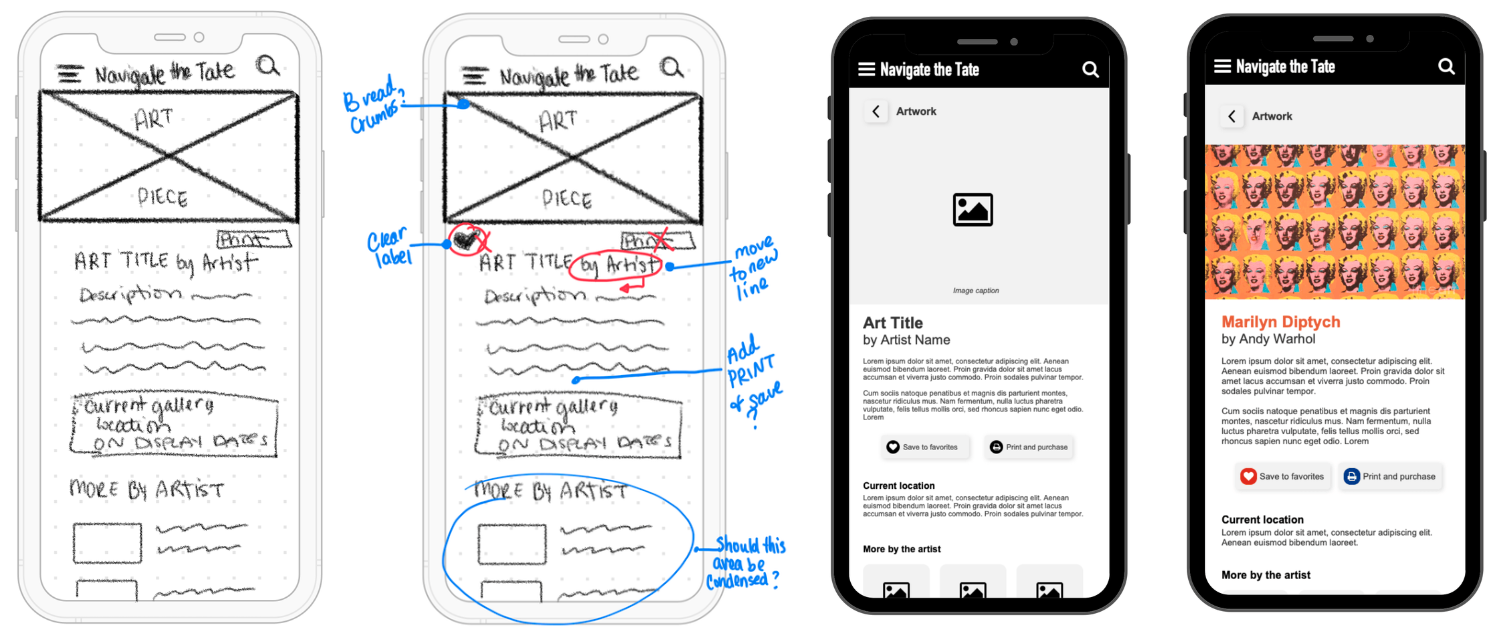 Navigate the Tate
ART
PIECE
Print
ART TITLE by Artist
Description
Current gallery
location
ON DISPLAY DATES
MORE BY ARTIST
Navigate the Tate
Bread
Crumbs?
ART
PIECE
Clear
label
Print
ART TITLE by Artist
move
to new
line
Description
Add
PRINT
& save
?
Current gallery
location
ON DISPLAY DATES
MORE BY ARTIST
Should this
area be
condensed?
Navigate the Tate
Artwork
Image caption
Art Title
by Artist Name
Lorem ipsum dolor sit amet, consectetur adipiscing elit. Aenean
euismod bibendum laoreet. Proin gravida dolor sit amet lacus
accumsan et viverra justo commodo. Proin sodales pulvinar tempor.
Cum sociis natoque penatibus et magnis dis parturient montes,
nascetur ridiculus mus. Nam fermentum, nulla luctus pharetra
vulputate, felis tellus mollis orci, sed rhoncus sapien nunc eget odio.
Lorem
Save to favorites
Print and purchase
Current location
Lorem ipsum dolor sit amet, consectetur adipiscing elit. Aenean
euismod bibendum laoreet. Proin gravida dolor sit amet lacus
accumsan et viverra justo commodo. Proin sodales pulvinar tempor.
More by the artist
Navigate the Tate
Artwork
Marilyn Diptych
by Andy Warhol
Lorem ipsum dolor sit amet, consectetur adipiscing elit.
Aenean euismod bibendum laoreet. Proin gravida dolor sit
amet lacus accumsan et viverra justo commodo. Proin sodales
pulvinar tempor.
Cum sociis natoque penatibus et magnis dis parturient
montes, nascetur ridiculus mus. Nam fermentum, nulla
luctus pharetra vulputate, felis tellus mollis orci, sed
rhoncus sapien nunc eget odio. Lorem
Save to favorites
Print and purchase
Current location
Lorem ipsum dolor sit amet, consectetur adipiscing elit.
Aenean euismod bibendum laoreet.
More by the artist